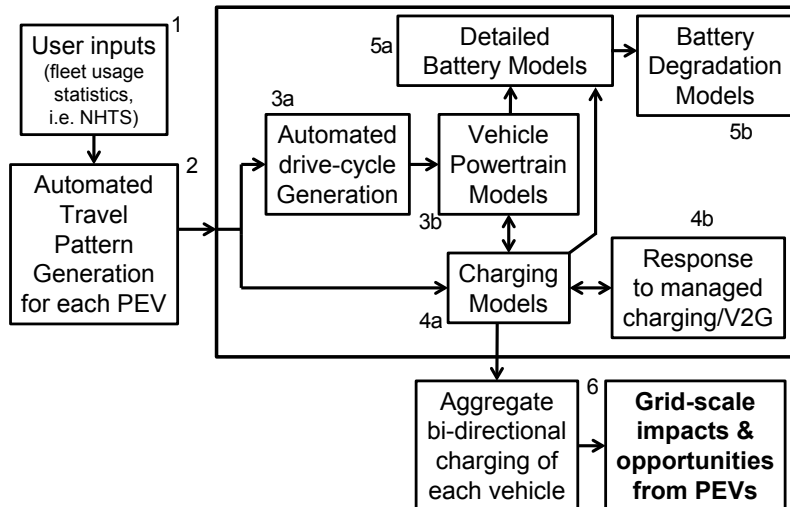 1
User inputs
(fleet usage
statistics,
i.e. NHTS)
2
Automated
Travel
Pattern
Generation
for each PEV
3a
Automated
drive-cycle
Generation
3b
Vehicle
Powertrain
Models
5a
Detailed
Battery Models
Battery
Degradation
Models
5b
4a
Charging
Models
4b
Response
to managed
charging/V2G
Aggregate
bi-directional
charging of
each vehicle
6
Grid-scale
impacts &
opportunities
from PEVs